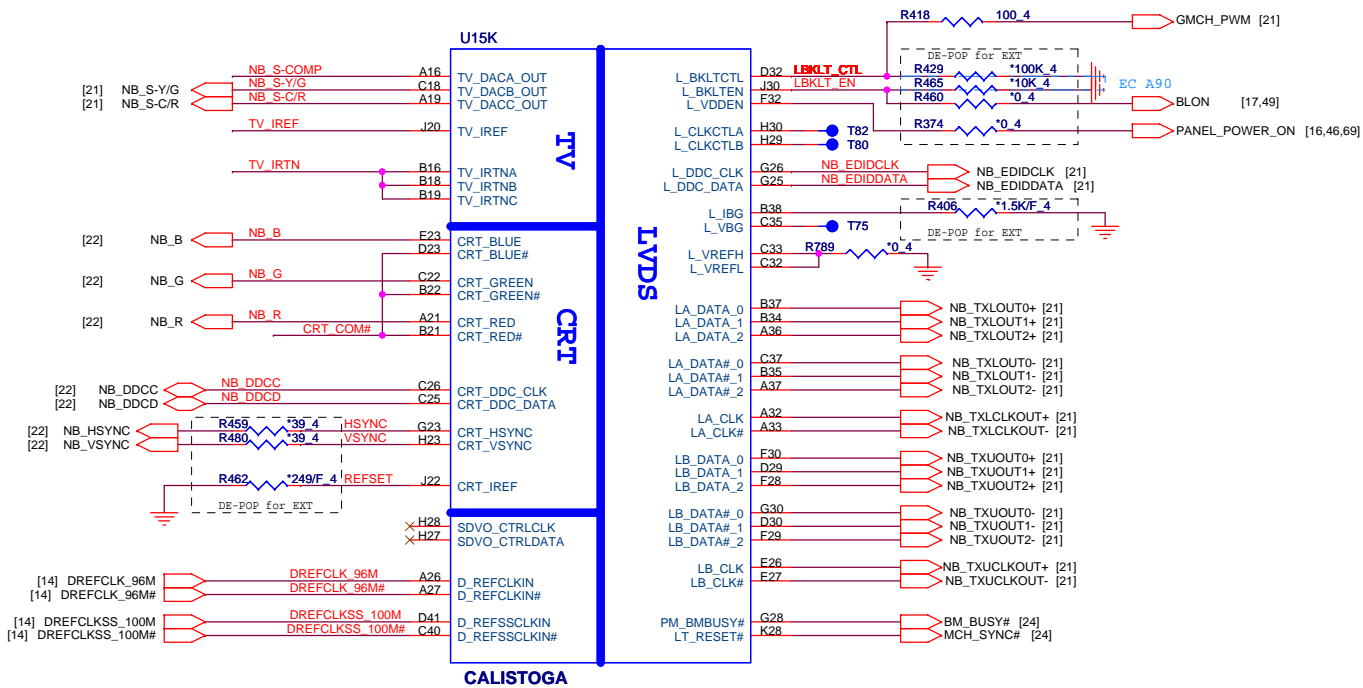 R418 100_4 GMCH_PWM [21]
U15K
DE-POP for EXT
NB_S-COMP A16 TV_DACA_OUT L_BKLTCTL D32 LBKLT_CTL R429 *100K_4
[21] NB_S-Y/G NB_S-Y/G C18 TV_DACB_OUT L_BKLTEN J30 LBKLT_EN R465 *10K_4 EC A90
[21] NB_S-C/R NB_S-C/R A19 TV_DACC_OUT L_VDDEN F32 R460 *0_4 BLON [17,49]
TV_IREF J20 TV_IREF L_CLKCTLA H30 T82 R374 *0_4 PANEL_POWER_ON [16,46,69]
L_CLKCTLB H29 T80
TV
TV_IRTN B16 TV_IRTNA L_DDC_CLK G26 NB_EDIDCLK NB_EDIDCLK [21]
B18 TV_IRTNB L_DDC_DATA G25 NB_EDIDDATA NB_EDIDDATA [21]
B19 TV_IRTNC
L_IBG B38 R406 *1.5K/F_4
L_VBG C35 T75
DE-POP for EXT
LVDS
[22] NB_B NB_B E23 CRT_BLUE
D23 CRT_BLUE# L_VREFH C33 R789 *0_4
L_VREFL C32
[22] NB_G NB_G C22 CRT_GREEN
B22 CRT_GREEN#
LA_DATA_0 B37 NB_TXLOUT0+ [21]
[22] NB_R NB_R A21 CRT_RED LA_DATA_1 B34 NB_TXLOUT1+ [21]
CRT_COM# B21 CRT_RED# LA_DATA_2 A36 NB_TXLOUT2+ [21]
CRT
LA_DATA#_0 C37 NB_TXLOUT0- [21]
LA_DATA#_1 B35 NB_TXLOUT1- [21]
[22] NB_DDCC NB_DDCC C26 CRT_DDC_CLK LA_DATA#_2 A37 NB_TXLOUT2- [21]
[22] NB_DDCD NB_DDCD C25 CRT_DDC_DATA
LA_CLK A32 NB_TXLCLKOUT+ [21]
[22] NB_HSYNC R459 *39_4 HSYNC G23 CRT_HSYNC LA_CLK# A33 NB_TXLCLKOUT- [21]
[22] NB_VSYNC R480 *39_4 VSYNC H23 CRT_VSYNC
LB_DATA_0 F30 NB_TXUOUT0+ [21]
LB_DATA_1 D29 NB_TXUOUT1+ [21]
R462 *249/F_4 REFSET J22 CRT_IREF LB_DATA_2 F28 NB_TXUOUT2+ [21]
DE-POP for EXT
LB_DATA#_0 G30 NB_TXUOUT0- [21]
H28 SDVO_CTRLCLK LB_DATA#_1 D30 NB_TXUOUT1- [21]
H27 SDVO_CTRLDATA LB_DATA#_2 F29 NB_TXUOUT2- [21]
LB_CLK E26 NB_TXUCLKOUT+ [21]
[14] DREFCLK_96M DREFCLK_96M A26 D_REFCLKIN LB_CLK# E27 NB_TXUCLKOUT- [21]
[14] DREFCLK_96M# DREFCLK_96M# A27 D_REFCLKIN#
[14] DREFCLKSS_100M DREFCLKSS_100M D41 D_REFSSCLKIN PM_BMBUSY# G28 BM_BUSY# [24]
[14] DREFCLKSS_100M# DREFCLKSS_100M# C40 D_REFSSCLKIN# LT_RESET# K28 MCH_SYNC# [24]
CALISTOGA